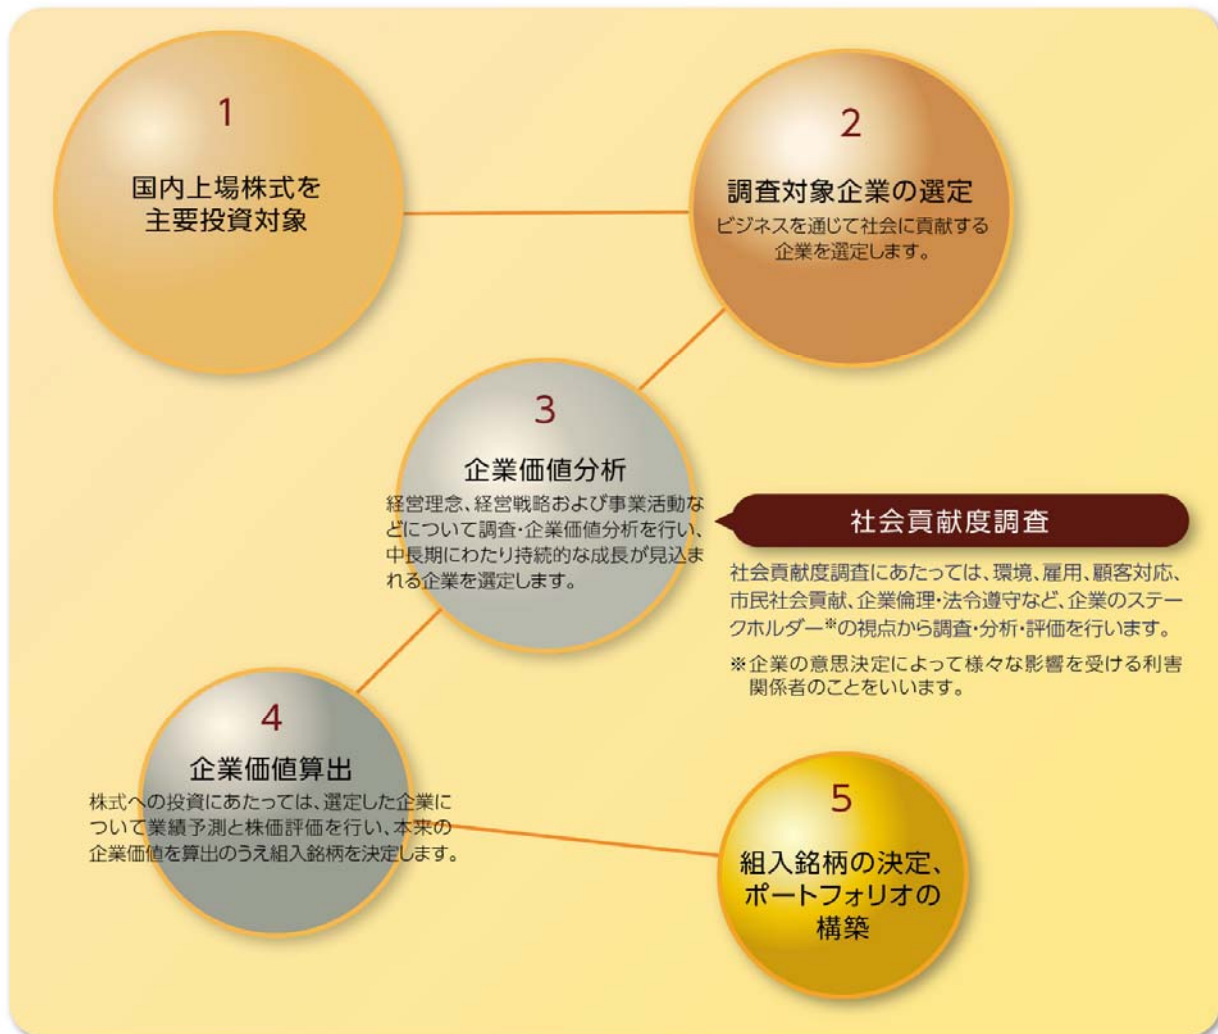 1
国内上場株式を
主要投資対象
2
調査対象企業の選定
ビジネスを通じて社会に貢献する
企業を選定します。
3
企業価値分析
経営理念、経営戦略および事業活動な
どについて調査・企業価値分析を行い、
中長期にわたり持続的な成長が見込ま
れる企業を選定します。
社会貢献度調査
社会貢献度調査にあたっては、環境、雇用、顧客対応、
市民社会貢献、企業倫理・法令遵守など、企業のステー
クホルダー※の視点から調査・分析・評価を行います。
※企業の意思決定によって様々な影響を受ける利害
関係者のことをいいます。
4
企業価値算出
株式への投資にあたっては、選定した企業に
ついて業績予測と株価評価を行い、本来の
企業価値を算出のうえ組入銘柄を決定します。
5
組入銘柄の決定、
ポートフォリオの
構築